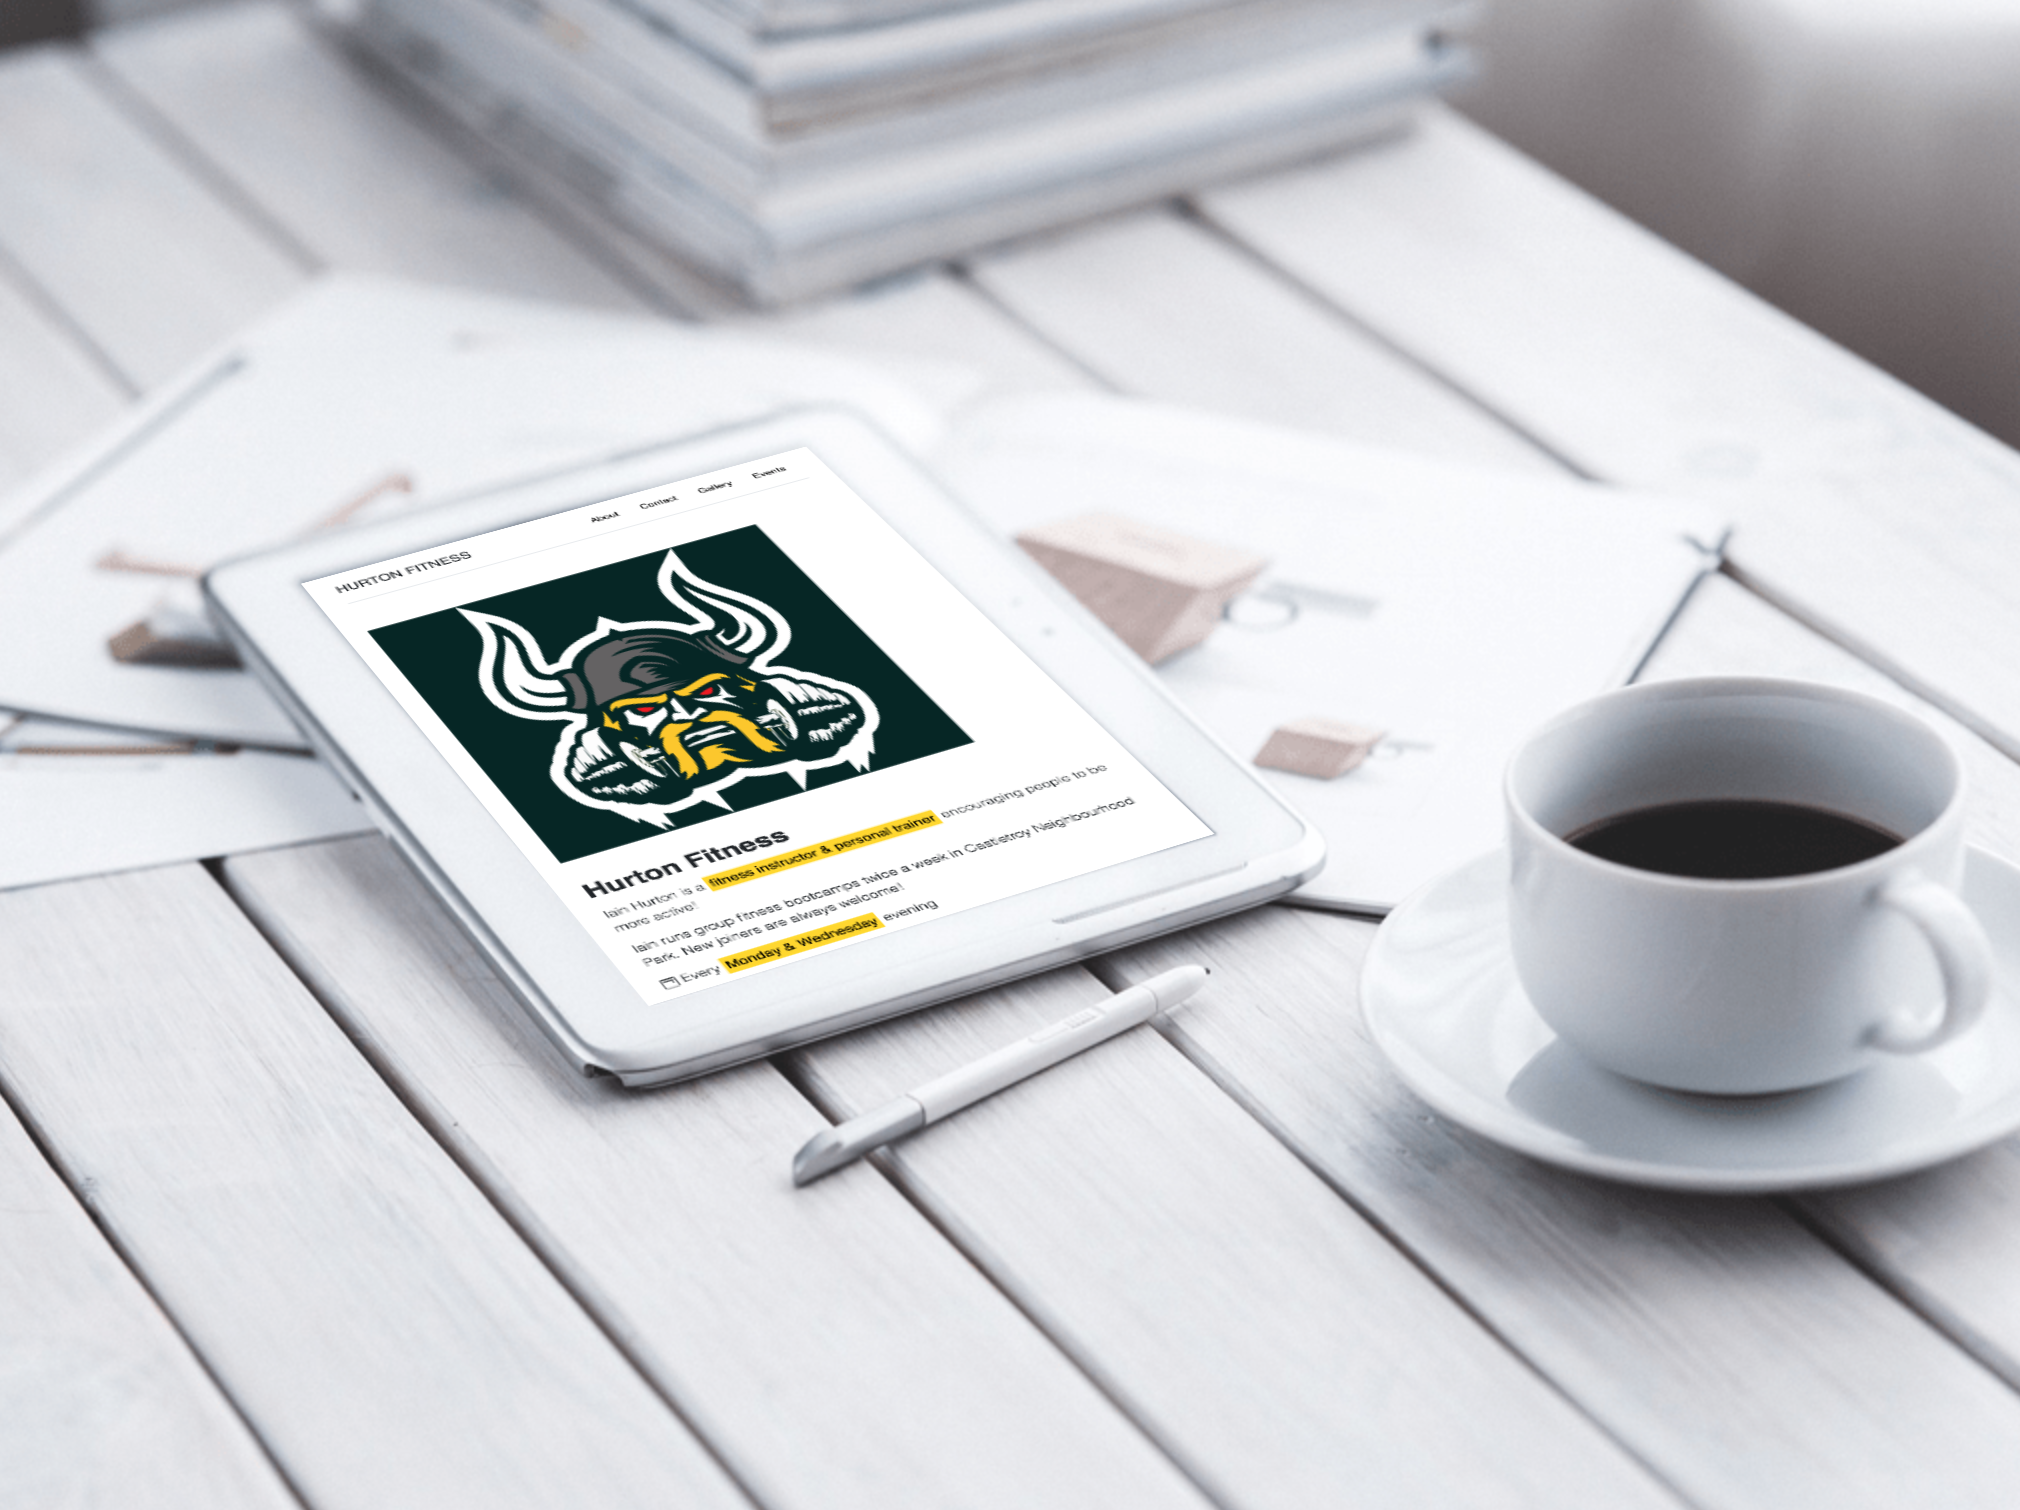 HURTON FITNESS
About Contact Gallery Events
Hurton Fitness
Iain Hurton is a fitness instructor & personal trainer encouraging people to be
more active!
Iain runs group fitness bootcamps twice a week in Castletroy Neighbourhood
Park. New joiners are always welcome!
Every Monday & Wednesday evening